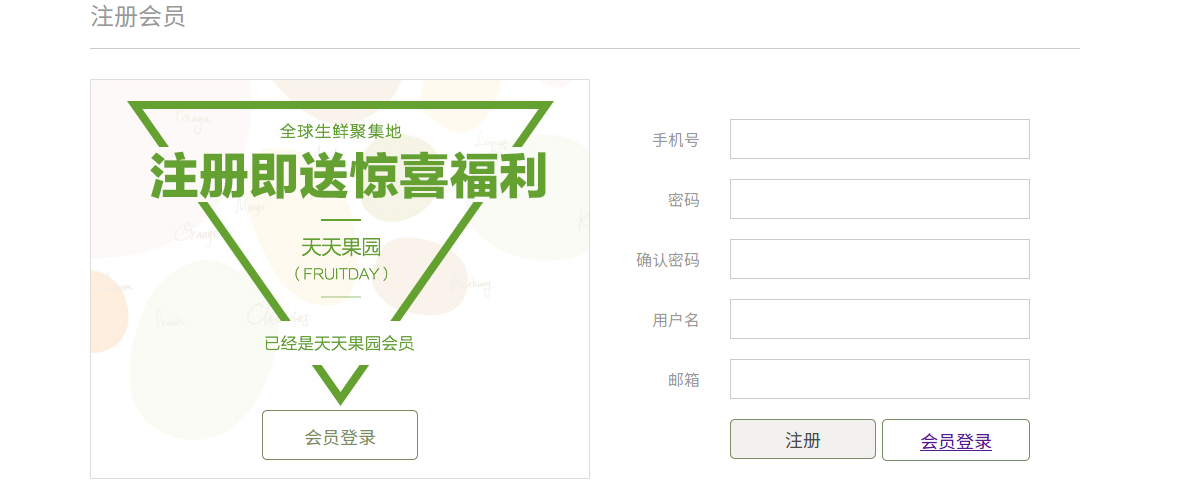 注册会员
全球生鲜聚集地
注册即送惊喜福利
天天果园
（FRUITDAY）
已经是天天果园会员
会员登录
手机号
密码
确认密码
用户名
邮箱
注册 会员登录